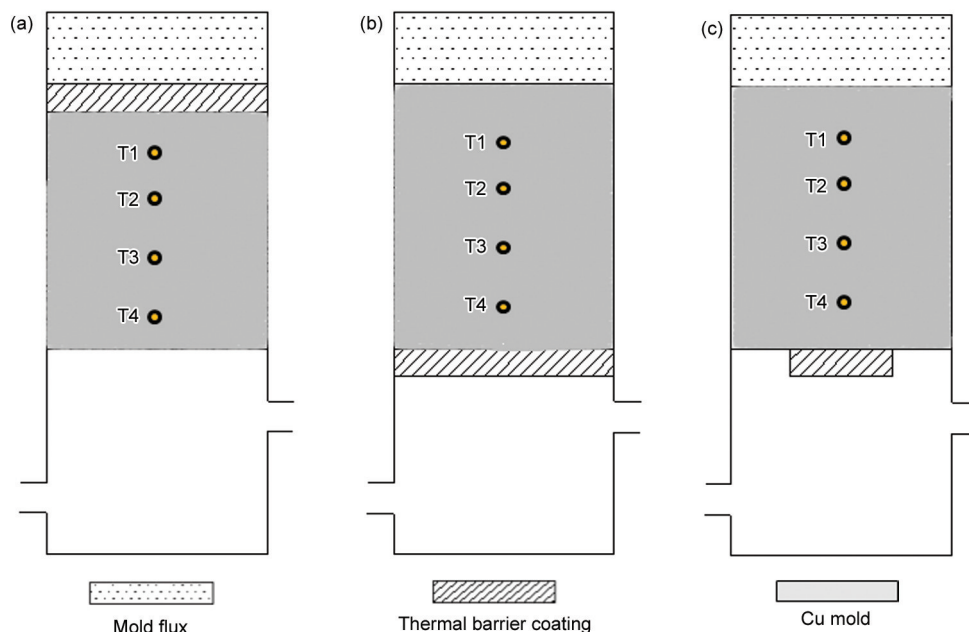 (a)
T1
T2
T3
T4
(b)
T1
T2
T3
T4
(c)
T1
T2
T3
T4
Mold flux
Thermal barrier coating
Cu mold